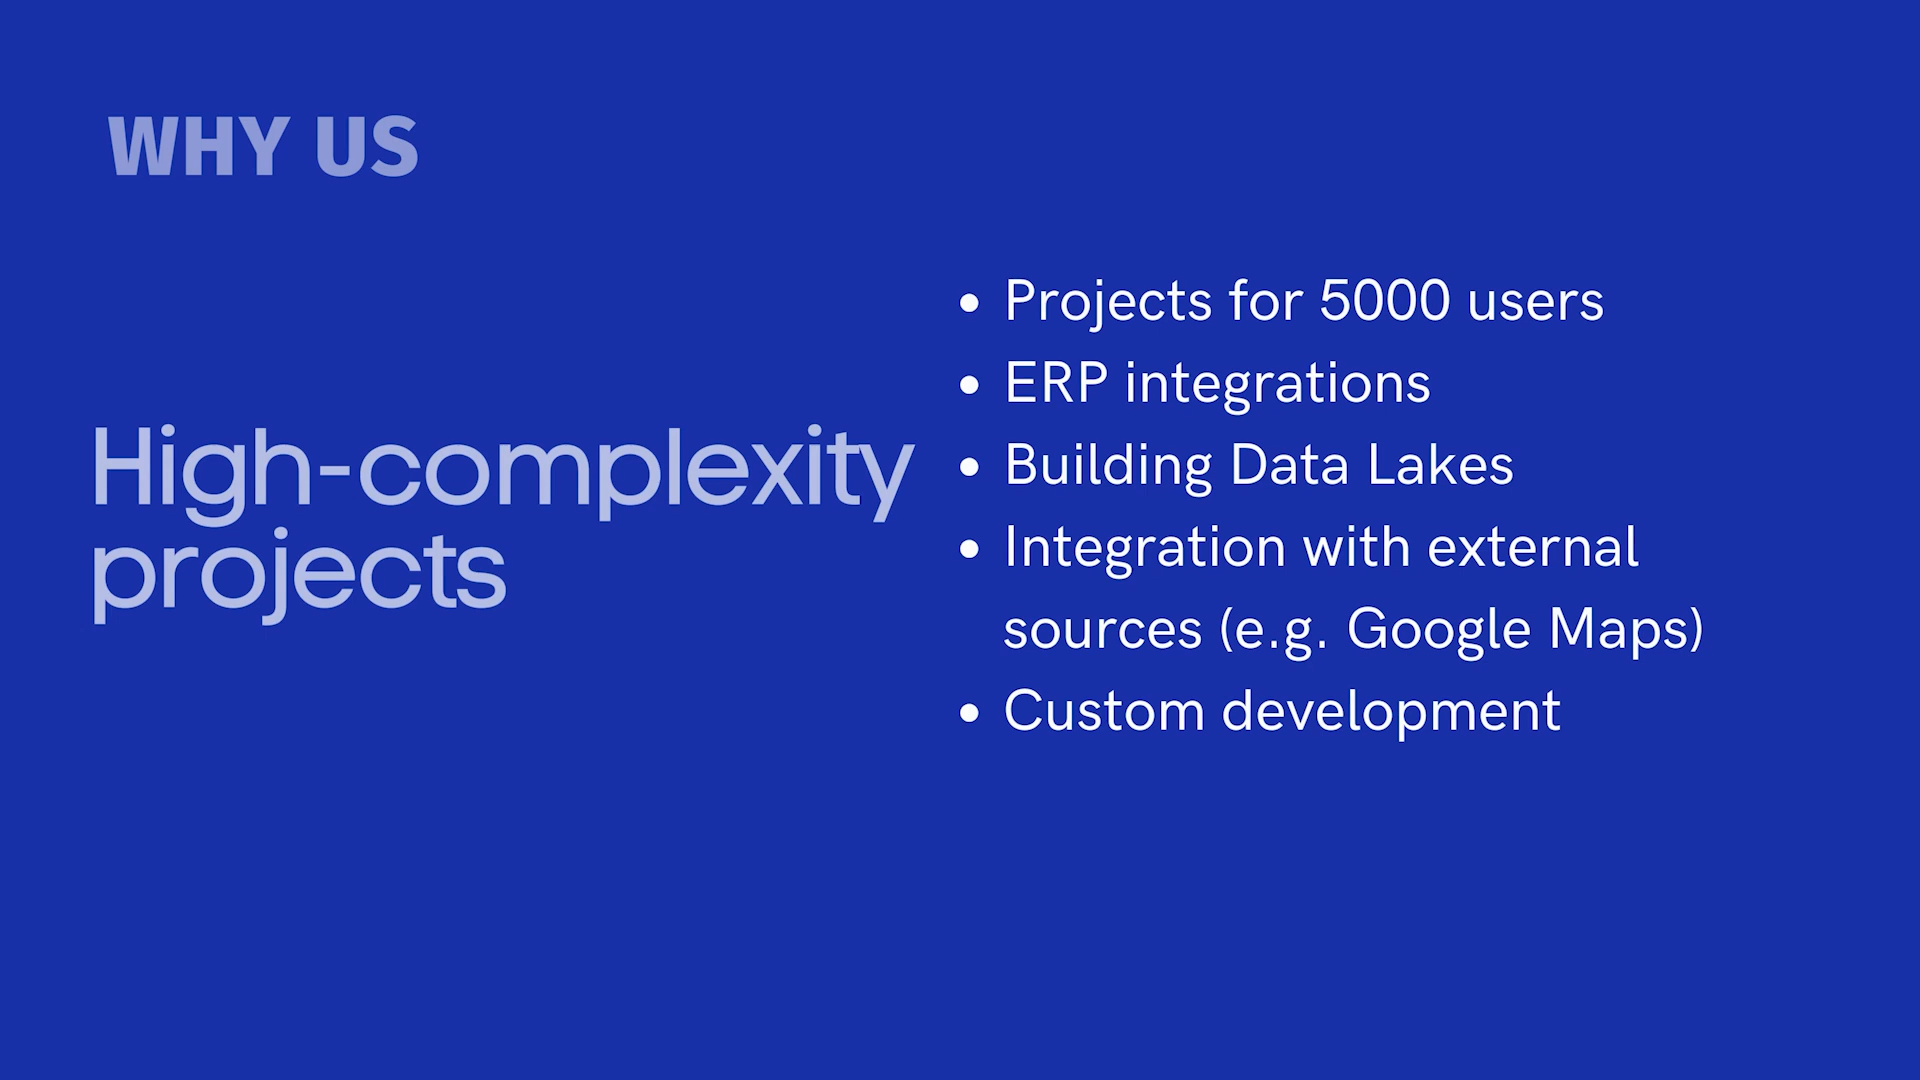 WHY US
High-complexity
projects
• Projects for 5000 users
• ERP integrations
• Building Data Lakes
• Integration with external
sources (e.g. Google Maps)
• Custom development